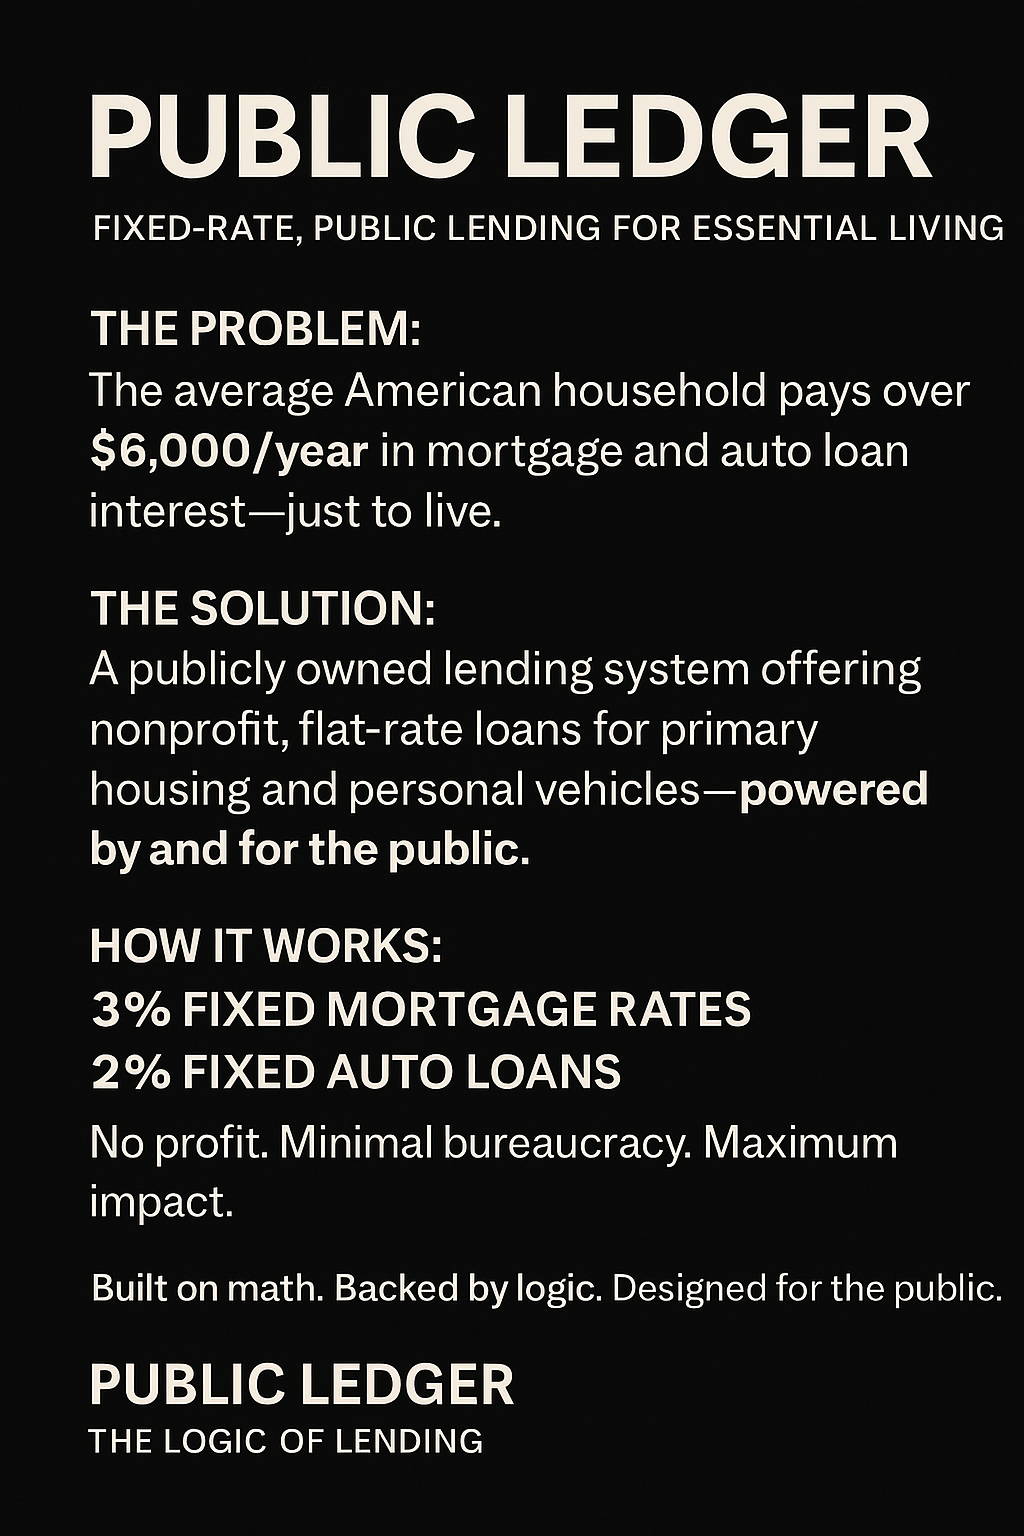 PUBLIC LEDGER
FIXED-RATE, PUBLIC LENDING FOR ESSENTIAL LIVING
THE PROBLEM:
The average American household pays over
$6,000/year in mortgage and auto loan
interest—just to live.
THE SOLUTION:
A publicly owned lending system offering
nonprofit, flat-rate loans for primary
housing and personal vehicles—powered
by and for the public.
HOW IT WORKS:
3% FIXED MORTGAGE RATES
2% FIXED AUTO LOANS
No profit. Minimal bureaucracy. Maximum
impact.
Built on math. Backed by logic. Designed for the public.
PUBLIC LEDGER
THE LOGIC OF LENDING